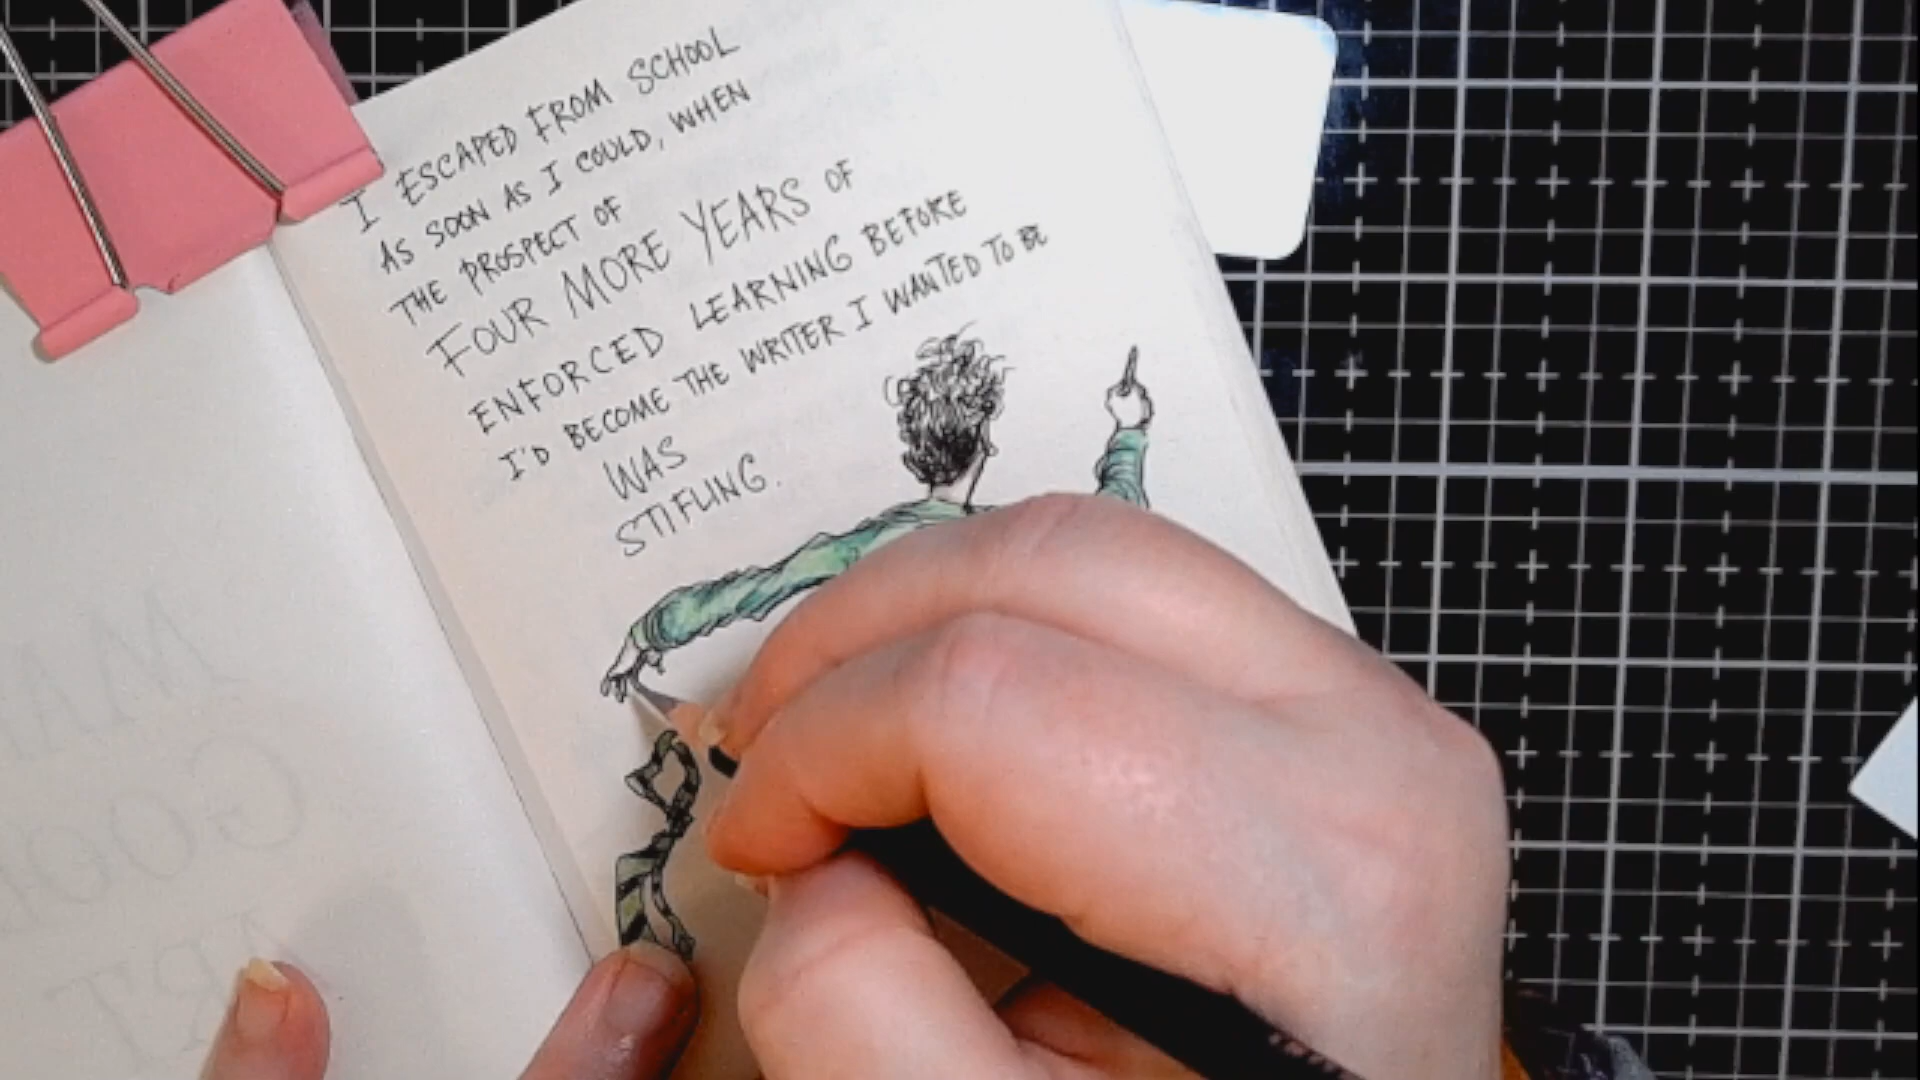 I ESCAPED FROM SCHOOL
AS SOON AS I COULD, WHEN
THE PROSPECT OF
FOUR MORE YEARS OF
ENFORCED LEARNING BEFORE
I'D BECOME THE WRITER I WANTED TO BE
WAS
STIFLING.